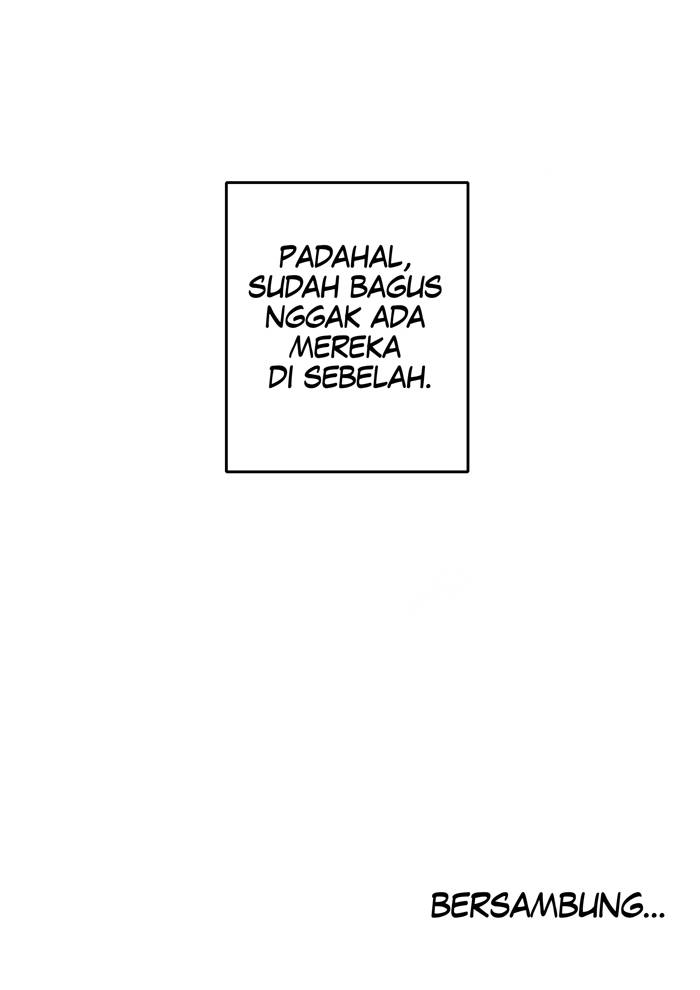 PADAHAL,
SUDAH BAGUS
NGGAK ADA
MEREKA
DI SEBELAH.
BERSAMBUNG...